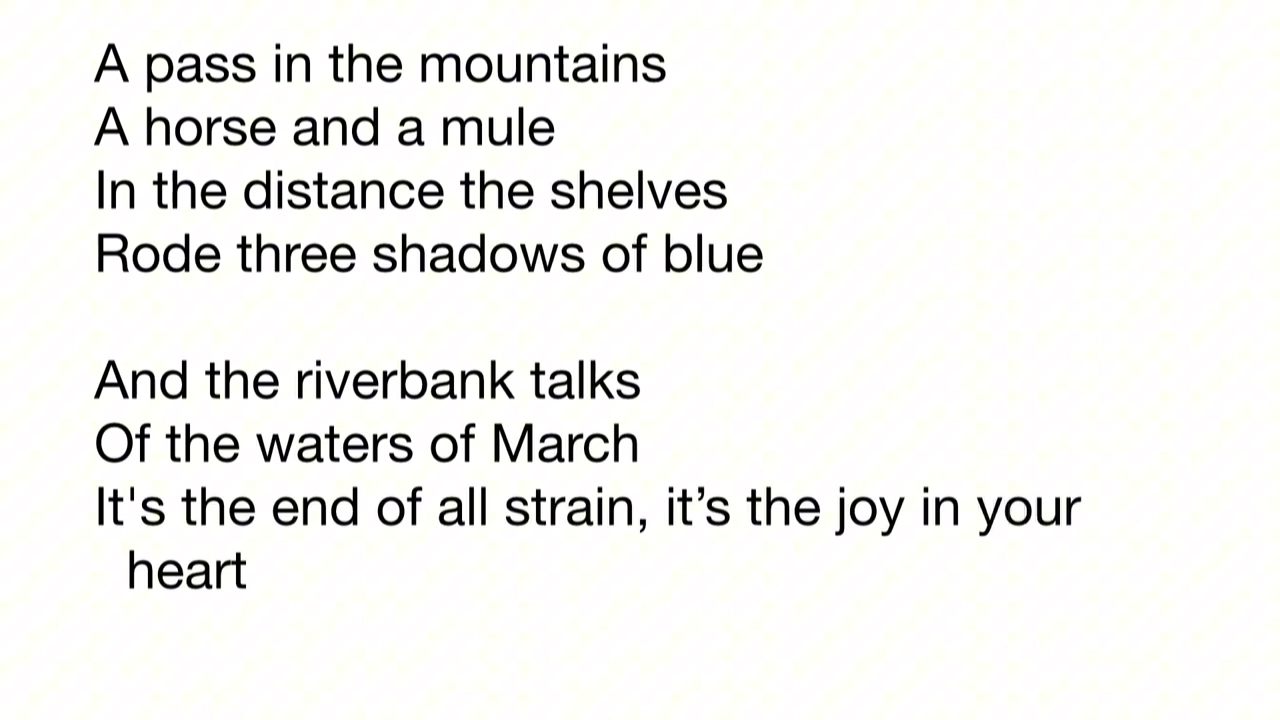 A pass in the mountains
A horse and a mule
In the distance the shelves
Rode three shadows of blue
And the riverbank talks
Of the waters of March
It's the end of all strain, it’s the joy in your
heart